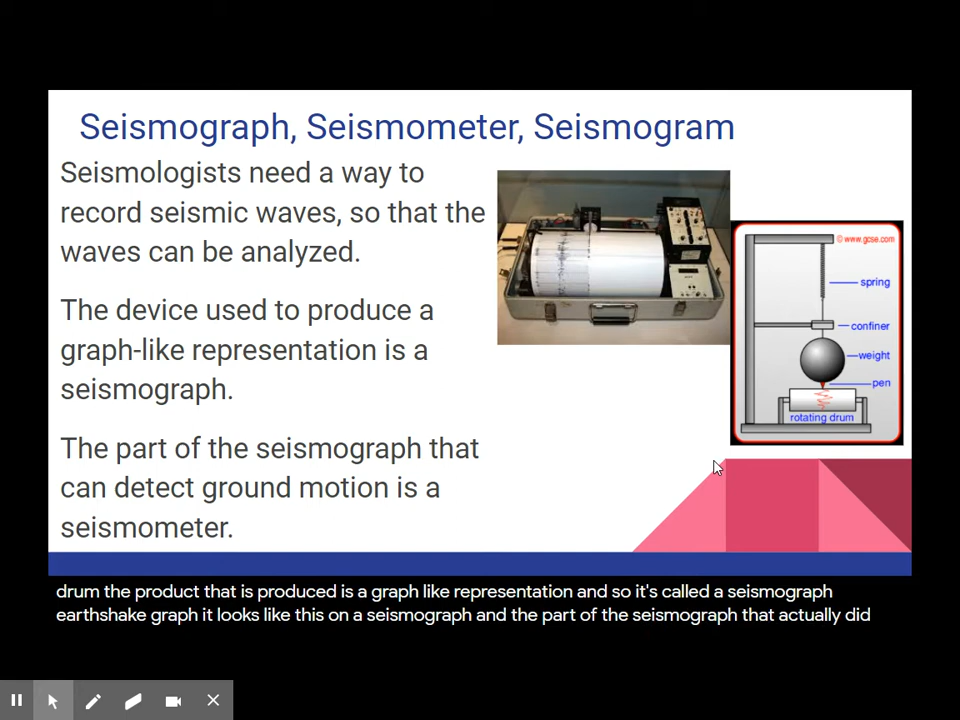 Seismograph, Seismometer, Seismogram
Seismologists need a way to
record seismic waves, so that the
waves can be analyzed.
The device used to produce a
graph-like representation is a
seismograph.
The part of the seismograph that
can detect ground motion is a
seismometer.
© www.gcse.com
spring
confiner
weight
pen
rotating drum
drum the product that is produced is a graph like representation and so it's called a seismograph
earthshake graph it looks like this on a seismograph and the part of the seismograph that actually did